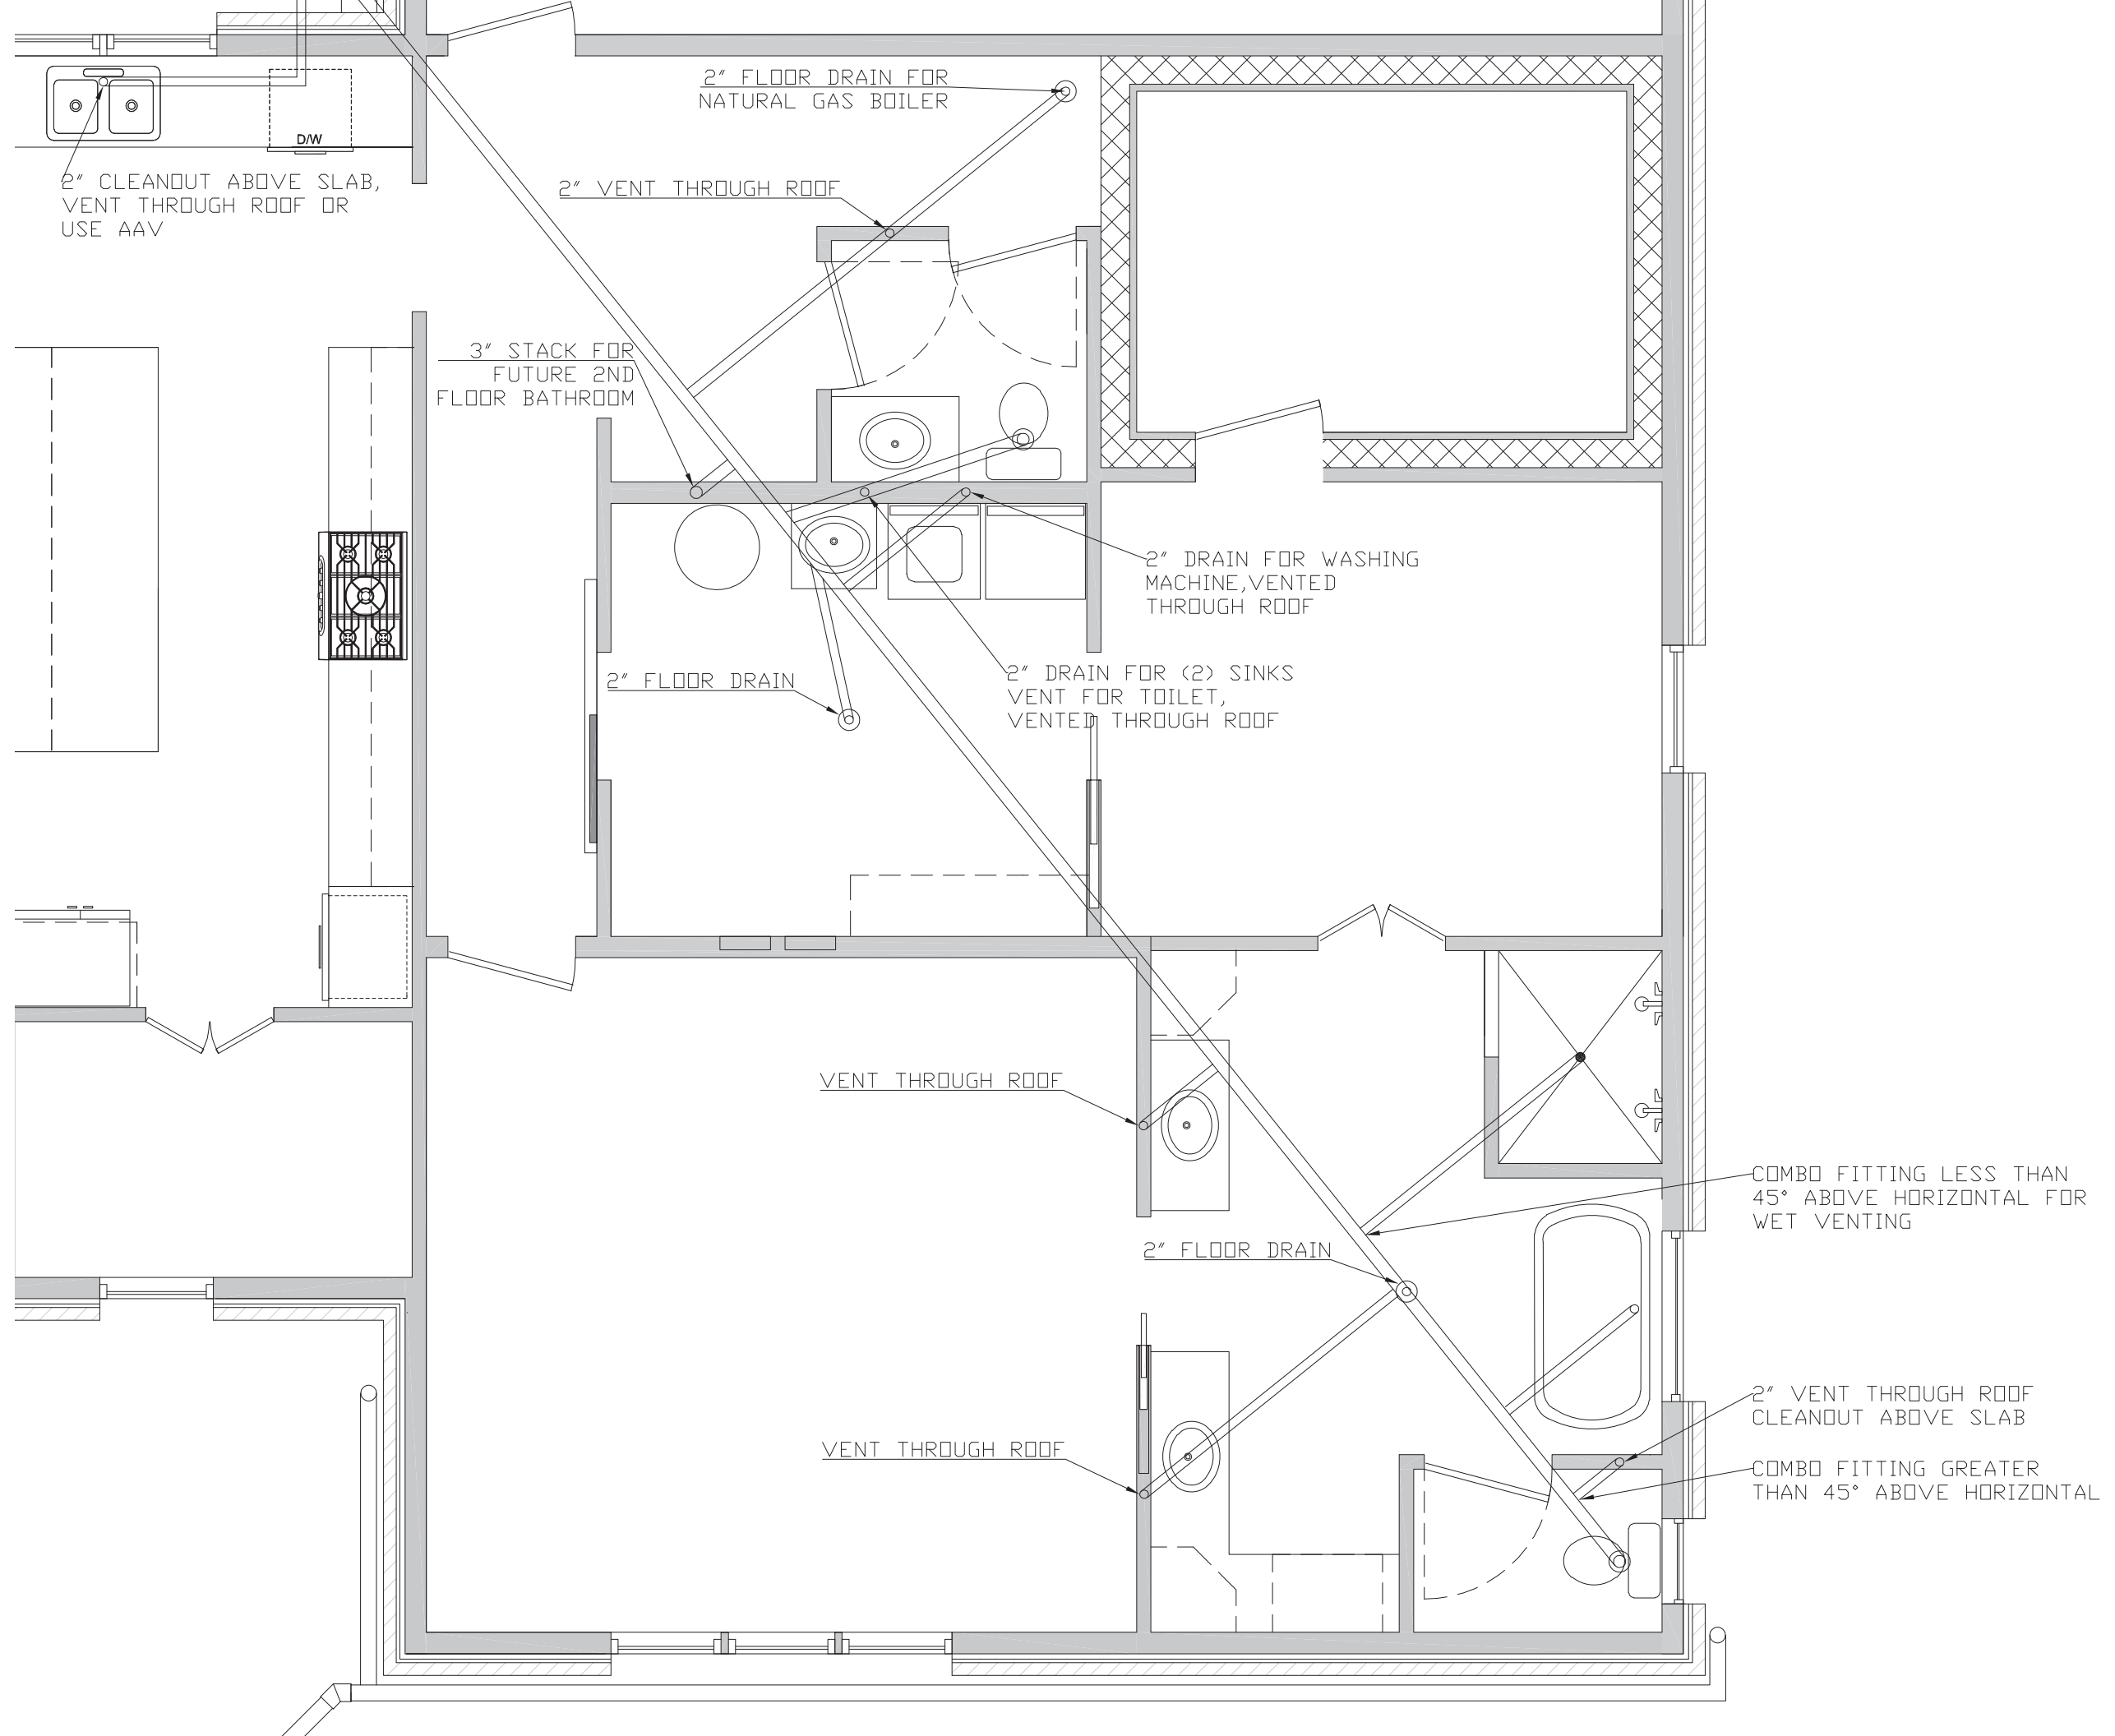 2" FLOOR DRAIN FOR
NATURAL GAS BOILER
D/W
2" CLEANOUT ABOVE SLAB,
VENT THROUGH ROOF OR
USE AAV
2" VENT THROUGH ROOF
3" STACK FOR
FUTURE 2ND
FLOOR BATHROOM
2" DRAIN FOR WASHING
MACHINE,VENTED
THROUGH ROOF
2" FLOOR DRAIN
2" DRAIN FOR (2) SINKS
VENT FOR TOILET,
VENTED THROUGH ROOF
VENT THROUGH ROOF
COMBO FITTING LESS THAN
45° ABOVE HORIZONTAL FOR
WET VENTING
2" FLOOR DRAIN
2" VENT THROUGH ROOF
CLEANOUT ABOVE SLAB
VENT THROUGH ROOF
COMBO FITTING GREATER
THAN 45° ABOVE HORIZONTAL